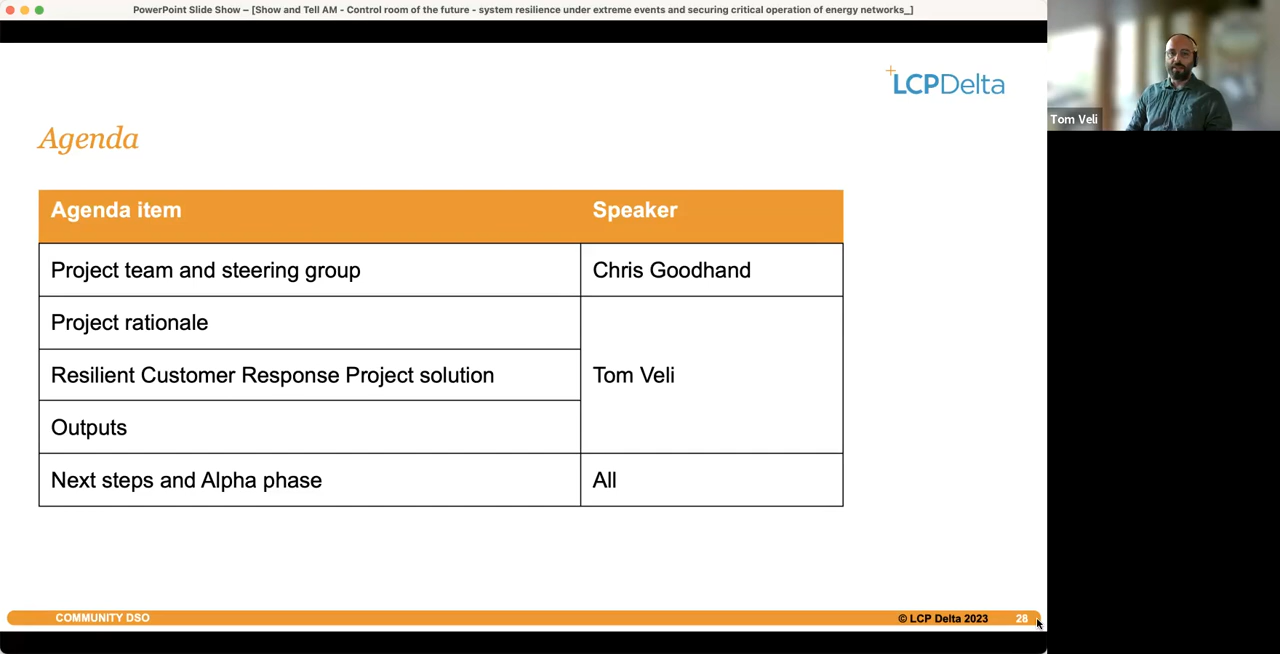 PowerPoint Slide Show – [Show and Tell AM - Control room of the future - system resilience under extreme events and securing critical operation of energy networks_]
LCPDelta
Tom Veli
Agenda
Agenda item Speaker
Project team and steering group Chris Goodhand
Project rationale
Resilient Customer Response Project solution Tom Veli
Outputs
Next steps and Alpha phase All
COMMUNITY DSO © LCP Delta 2023 28